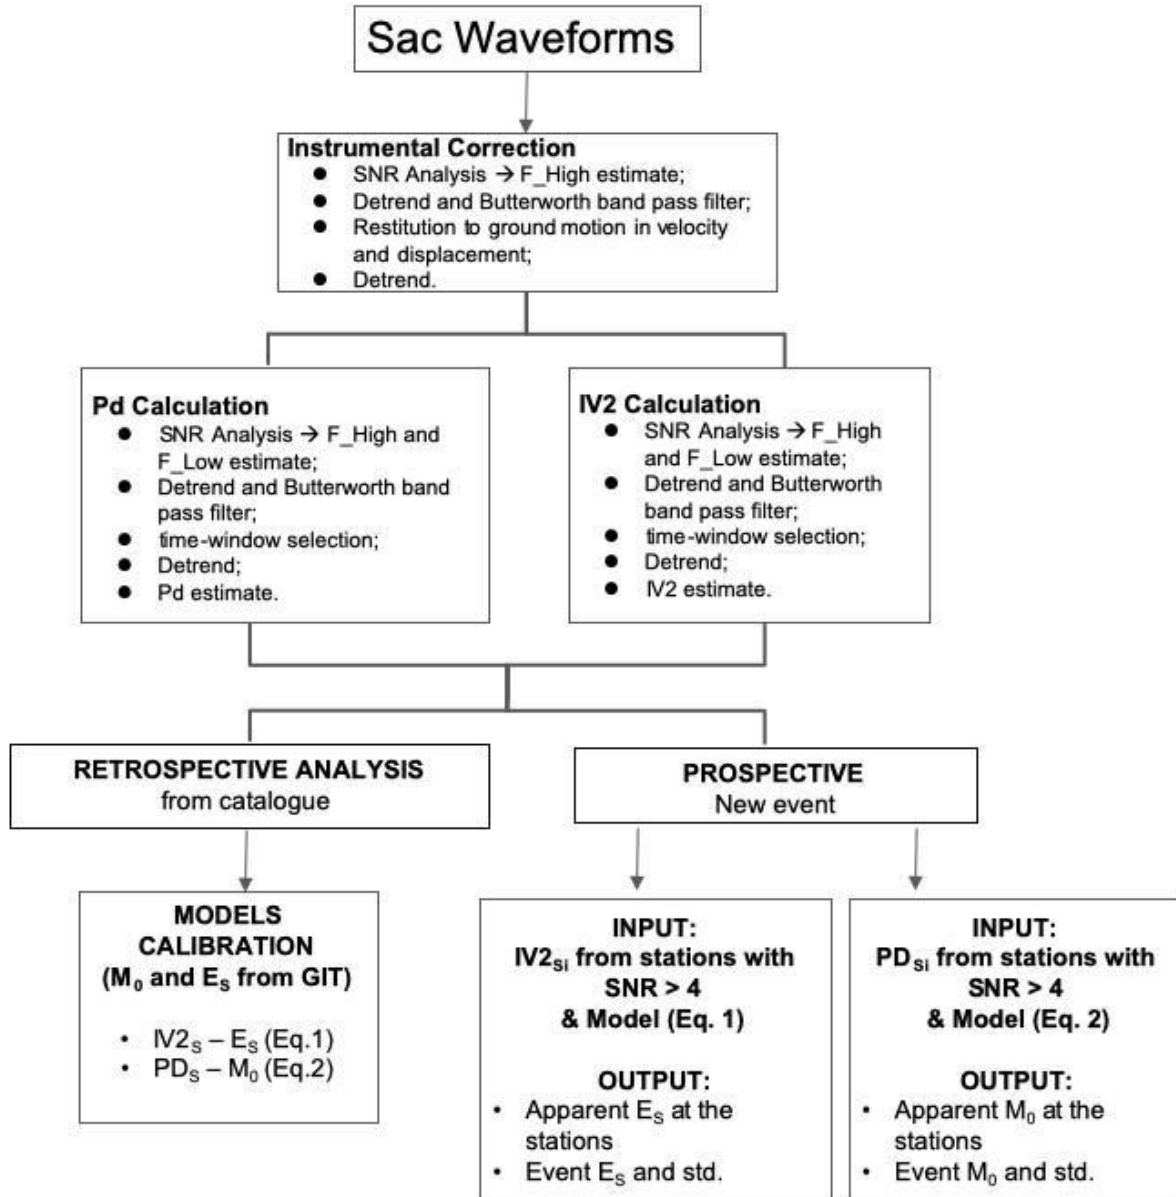 Sac Waveforms
Instrumental Correction
● SNR Analysis → F_High estimate;
● Detrend and Butterworth band pass filter;
● Restitution to ground motion in velocity
and displacement;
● Detrend.
Pd Calculation
● SNR Analysis → F_High and
F_Low estimate;
● Detrend and Butterworth band
pass filter;
● time-window selection;
● Detrend;
● Pd estimate.
IV2 Calculation
● SNR Analysis → F_High
and F_Low estimate;
● Detrend and Butterworth
band pass filter;
● time-window selection;
● Detrend;
● IV2 estimate.
RETROSPECTIVE ANALYSIS
from catalogue
PROSPECTIVE
New event
MODELS
CALIBRATION
(M₀ and Eₛ from GIT)
• IV2ₛ – Eₛ (Eq.1)
• PDₛ – M₀ (Eq.2)
INPUT:
IV2Si from stations with
SNR > 4
& Model (Eq. 1)
OUTPUT:
• Apparent Eₛ at the
stations
• Event Eₛ and std.
INPUT:
PDSi from stations with
SNR > 4
& Model (Eq. 2)
OUTPUT:
• Apparent M₀ at the
stations
• Event M₀ and std.